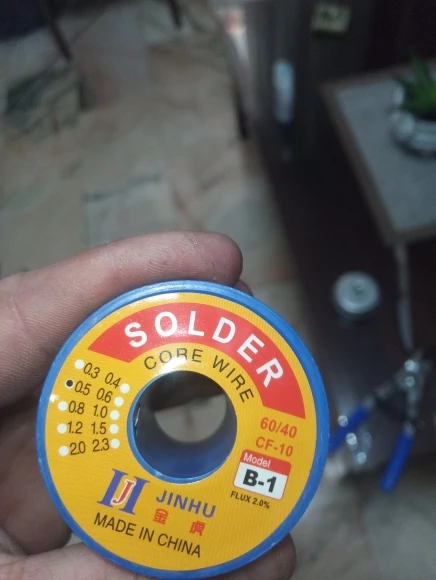 SOLDER
CORE WIRE
0.3 0.4
0.5 0.6
0.8 1.0
1.2 1.5
2.0 2.3
60/40
CF-10
Model
B-1
FLUX 2.0%
JH
JINHU
金虎
MADE IN CHINA